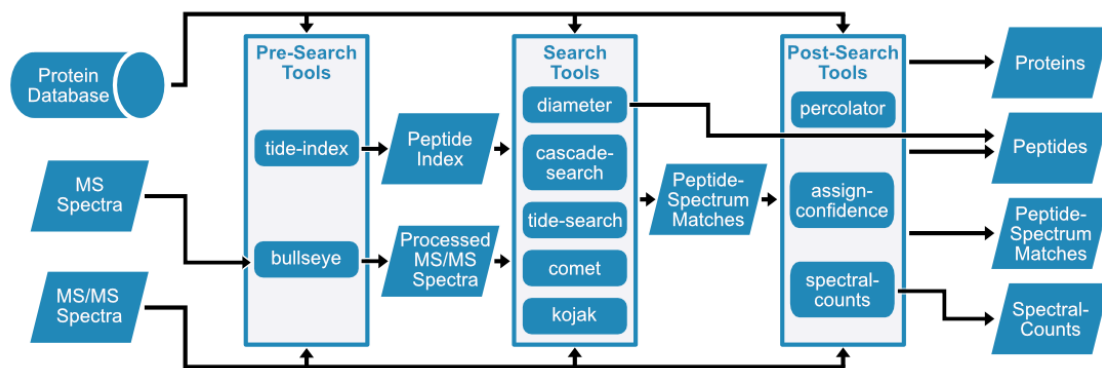 Protein
Database
MS
Spectra
MS/MS
Spectra
Pre-Search
Tools
tide-index
bullseye
Peptide
Index
Processed
MS/MS
Spectra
Search
Tools
diameter
cascade-
search
tide-search
comet
kojak
Peptide-
Spectrum
Matches
Post-Search
Tools
percolator
assign-
confidence
spectral-
counts
Proteins
Peptides
Peptide-
Spectrum
Matches
Spectral-
Counts